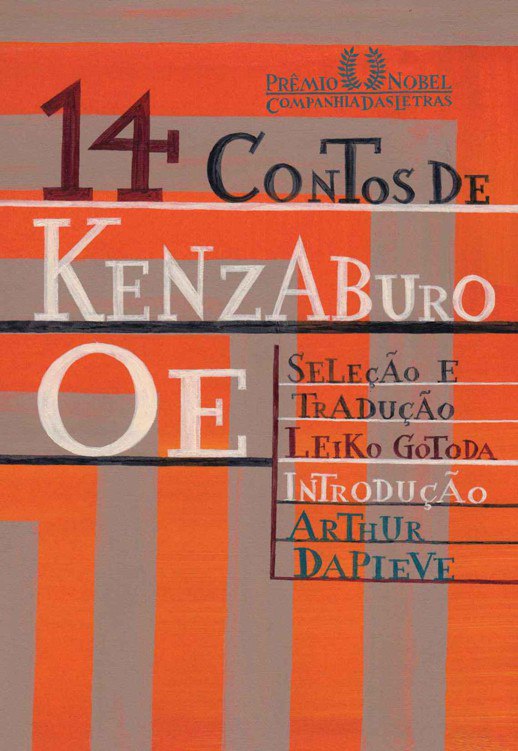 PRÊMIO NOBEL
COMPANHIA DAS LETRAS
14 CONTOS DE
KENZABURO
OE
SELEÇÃO E
TRADUÇÃO
LEIKO GOTODA
INTRODUÇÃO
ARTHUR
DAPIEVE